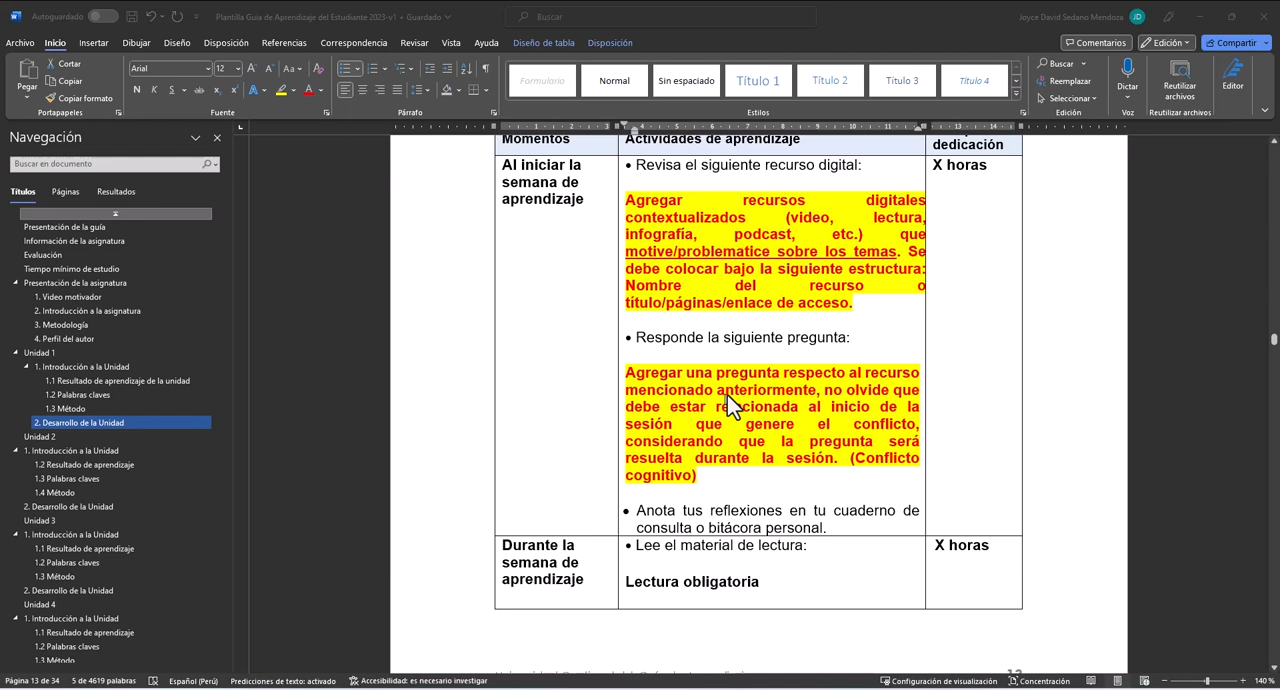 Autoguardado
Plantilla Guia de Aprendizaje del Estudiante 2023-v1 • Guardado
Buscar
Joyce David Sedano Mendoza
JD
Archivo
Inicio
Insertar
Dibujar
Diseño
Disposición
Referencias
Correspondencia
Revisar
Vista
Ayuda
Diseño de tabla
Disposición
Comentarios
Edición
Compartir
Pegar
Cortar
Copiar
Copiar formato
Portapapeles
Arial
12
N K S
Fuente
Párrafo
Formulario
Normal
Sin espaciado
Título 1
Título 2
Título 3
Título 4
Estilos
Buscar
Reemplazar
Seleccionar
Edición
Dictar
Voz
Reutilizar
archivos
Reutilizar archivos
Editor
Navegación
Buscar en documento
Títulos
Páginas
Resultados
Presentación de la guía
Información de la asignatura
Evaluación
Tiempo mínimo de estudio
Presentación de la asignatura
1. Video motivador
2. Introducción a la asignatura
3. Metodología
4. Perfil del autor
Unidad 1
1. Introducción a la Unidad
1.1 Resultado de aprendizaje de la unidad
1.2 Palabras claves
1.3 Método
2. Desarrollo de la Unidad
Unidad 2
1. Introducción a la Unidad
1.2 Resultado de aprendizaje
1.3 Palabras claves
1.4 Método
2. Desarrollo de la Unidad
Unidad 3
1. Introducción a la Unidad
1.1 Resultado de aprendizaje
1.2 Palabras claves
1.3 Método
2. Desarrollo de la Unidad
Unidad 4
1. Introducción a la Unidad
1.1 Resultado de aprendizaje
1.2 Palabras claves
1.3 Método
Momentos
Actividades de aprendizaje
dedicación
Al iniciar la
semana de
aprendizaje
• Revisa el siguiente recurso digital:
Agregar recursos digitales
contextualizados (video, lectura,
infografía, podcast, etc.) que
motive/problematice sobre los temas. Se
debe colocar bajo la siguiente estructura:
Nombre del recurso o
título/páginas/enlace de acceso.
• Responde la siguiente pregunta:
Agregar una pregunta respecto al recurso
mencionado anteriormente, no olvide que
debe estar relacionada al inicio de la
sesión que genere el conflicto,
considerando que la pregunta será
resuelta durante la sesión. (Conflicto
cognitivo)
• Anota tus reflexiones en tu cuaderno de
consulta o bitácora personal.
X horas
Durante la
semana de
aprendizaje
• Lee el material de lectura:
Lectura obligatoria
X horas
Página 13 de 34
5 de 4619 palabras
Español (Perú)
Predicciones de texto: activado
Accesibilidad: es necesario investigar
Configuración de visualización
Concentración
140 %